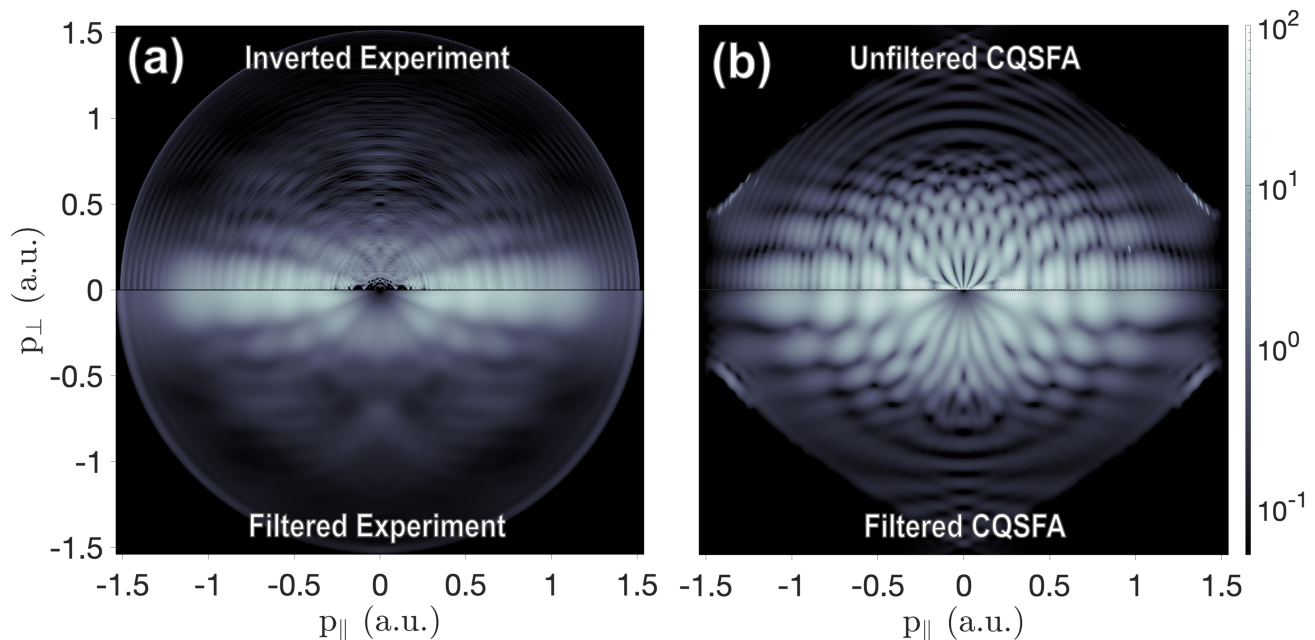 (a) Inverted Experiment
Filtered Experiment
1.5
1
0.5
0
-0.5
-1
-1.5
p⊥ (a.u.)
-1.5 -1 -0.5 0 0.5 1 1.5
p∥ (a.u.)
(b) Unfiltered CQSFA
Filtered CQSFA
-1.5 -1 -0.5 0 0.5 1 1.5
p∥ (a.u.)
10²
10¹
10⁰
10⁻¹